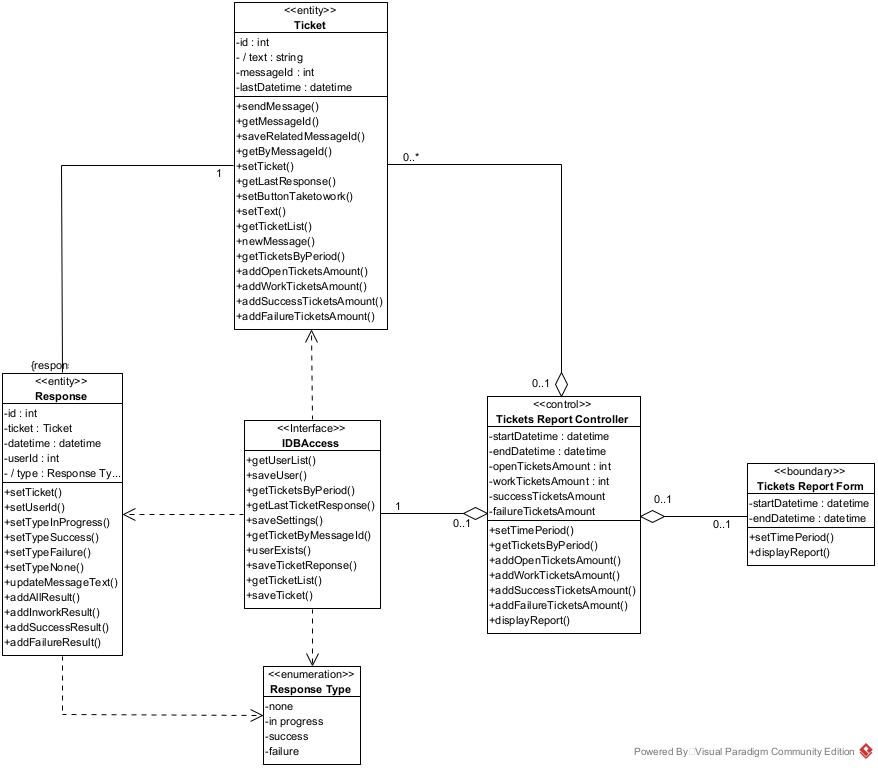 <<entity>>
Ticket
-id : int
- / text : string
-messageId : int
-lastDatetime : datetime
+sendMessage()
+getMessageId()
+saveRelatedMessageId()
+getByMessageId()
+setTicket()
+getLastResponse()
+setButtonTaketowork()
+setText()
+getTicketList()
+newMessage()
+getTicketsByPeriod()
+addOpenTicketsAmount()
+addWorkTicketsAmount()
+addSuccessTicketsAmount()
+addFailureTicketsAmount()
1
0..*
{respon
<<entity>>
Response
-id : int
-ticket : Ticket
-datetime : datetime
-userId : int
- / type : Response Ty...
+setTicket()
+setUserId()
+setTypeInProgress()
+setTypeSuccess()
+setTypeFailure()
+setTypeNone()
+updateMessageText()
+addAllResult()
+addInworkResult()
+addSuccessResult()
+addFailureResult()
<<Interface>>
IDBAccess
+getUserList()
+saveUser()
+getTicketsByPeriod()
+getLastTicketResponse()
+saveSettings()
+getTicketByMessageId()
+userExists()
+saveTicketReponse()
+getTicketList()
+saveTicket()
1
0..1
0..1
<<control>>
Tickets Report Controller
-startDatetime : datetime
-endDatetime : datetime
-openTicketsAmount : int
-workTicketsAmount : int
-successTicketsAmount
-failureTicketsAmount
+setTimePeriod()
+getTicketsByPeriod()
+addOpenTicketsAmount()
+addWorkTicketsAmount()
+addSuccessTicketsAmount()
+addFailureTicketsAmount()
+displayReport()
0..1
0..1
<<boundary>>
Tickets Report Form
-startDatetime : datetime
-endDatetime : datetime
+setTimePeriod()
+displayReport()
<<enumeration>>
Response Type
-none
-in progress
-success
-failure
Powered By Visual Paradigm Community Edition